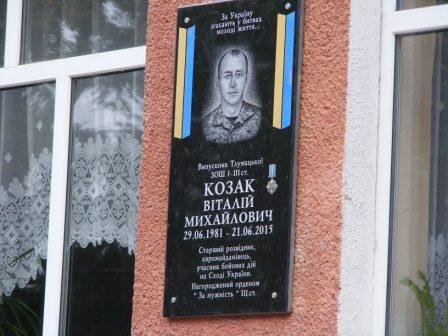 За Україну
згасають у битвах
молоді життя...
Випускник Тлумацької
ЗОШ І-ІІІ ст.
КОЗАК
ВІТАЛІЙ
МИХАЙЛОВИЧ
29.06.1981 - 21.06.2015
Старший розвідник,
євромайданівець,
учасник бойових дій
на Сході України.
Нагороджений орденом
" За мужність " ІІІ ст.